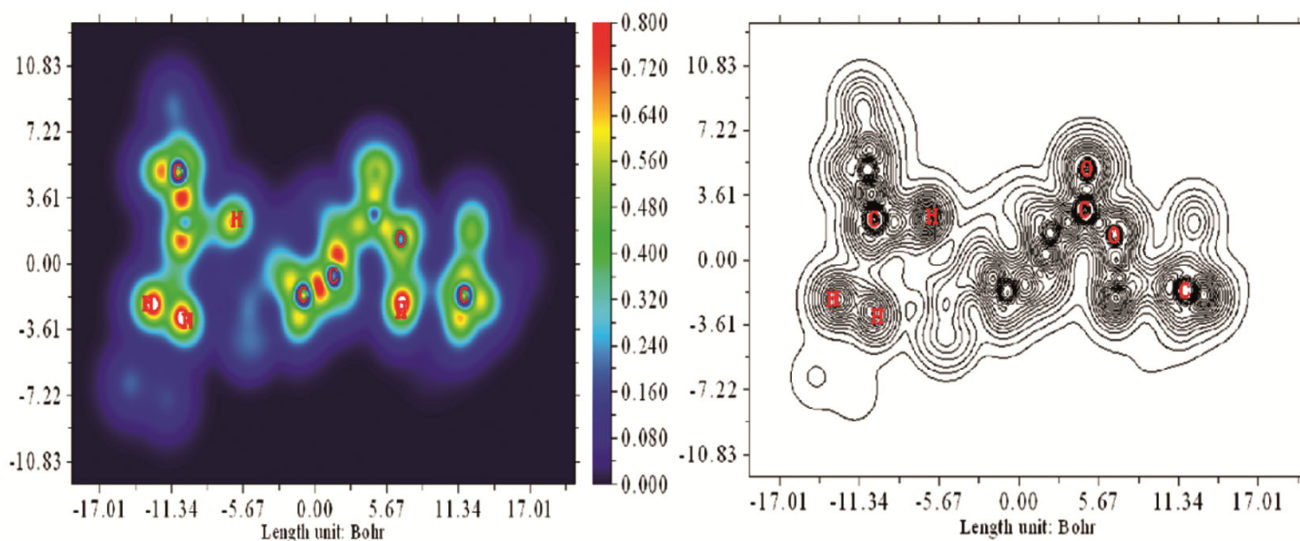 10.83
7.22
3.61
0.00
-3.61
-7.22
-10.83
H
H
-17.01 -11.34 -5.67 0.00 5.67 11.34 17.01
Length unit: Bohr
0.800
0.720
0.640
0.560
0.480
0.400
0.320
0.240
0.160
0.080
0.000
10.83
7.22
3.61
0.00
-3.61
-7.22
-10.83
O
C
C H
O
C
H
H
-17.01 -11.34 -5.67 0.00 5.67 11.34 17.01
Length unit: Bohr